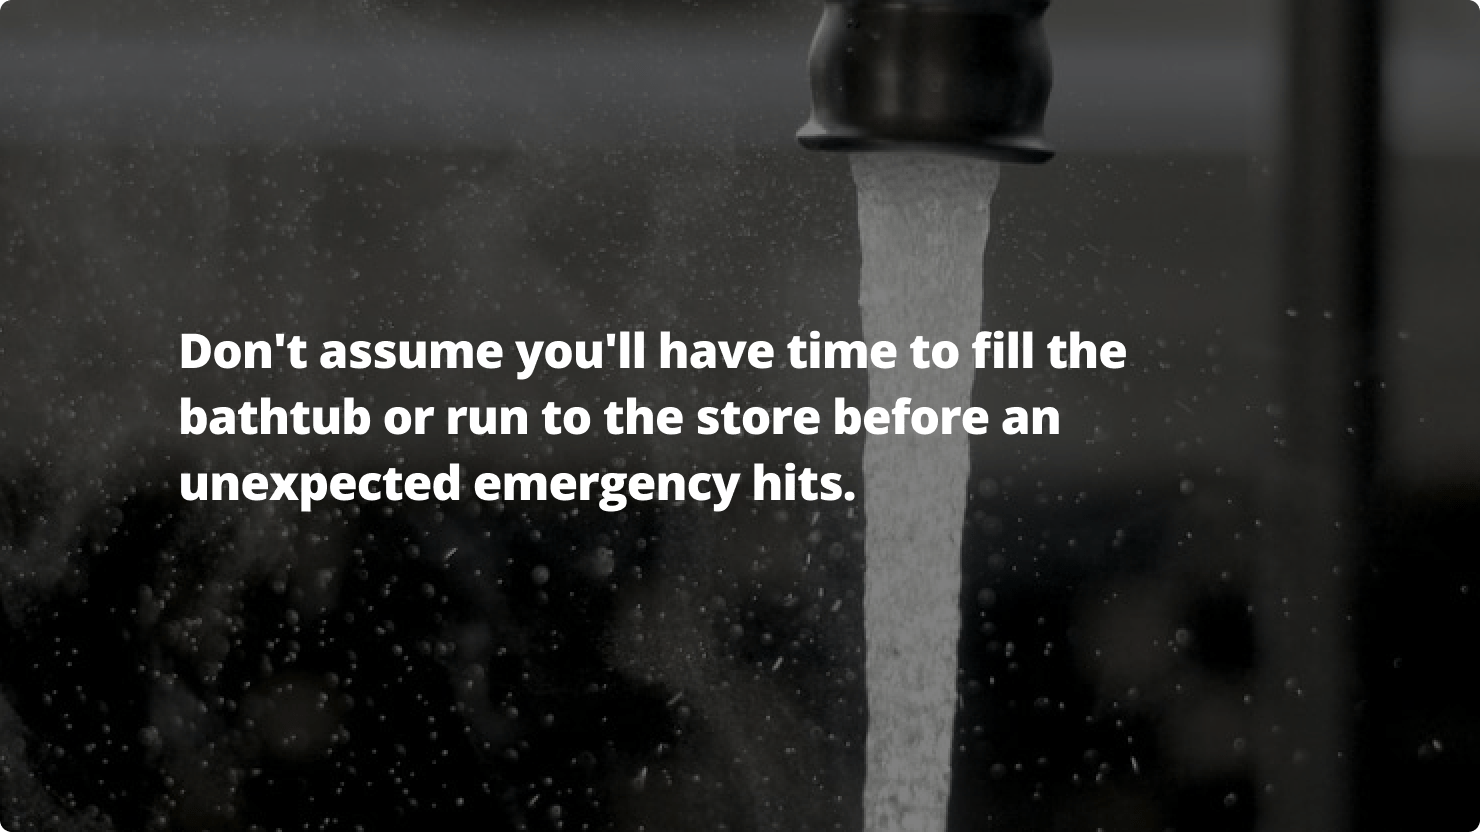 Don't assume you'll have time to fill the
bathtub or run to the store before an
unexpected emergency hits.